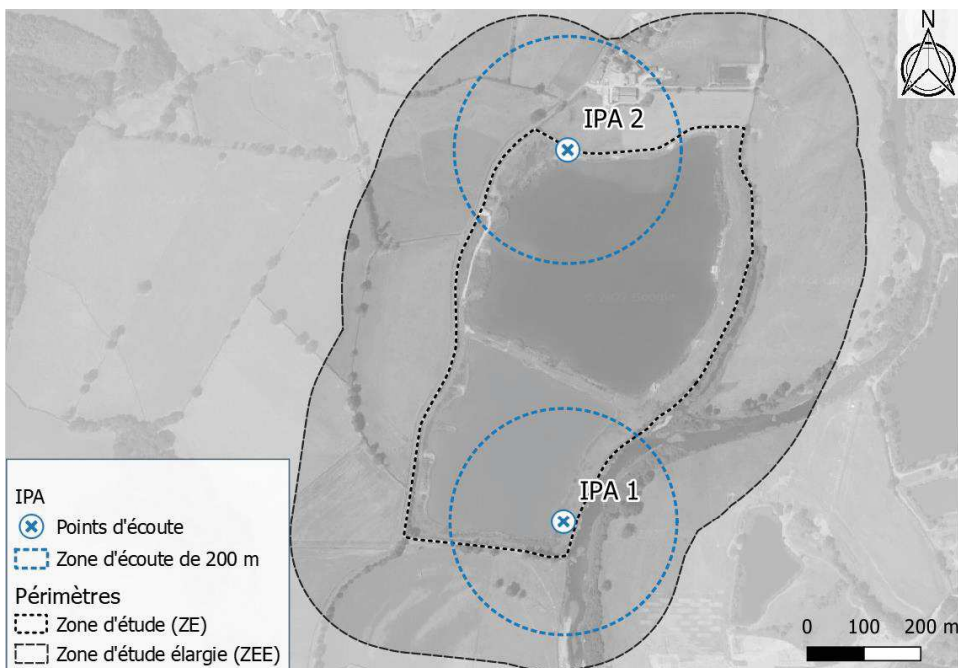 N
IPA 2
IPA 1
IPA
Points d'écoute
Zone d'écoute de 200 m
Périmètres
Zone d'étude (ZE)
Zone d'étude élargie (ZEE)
0 100 200 m